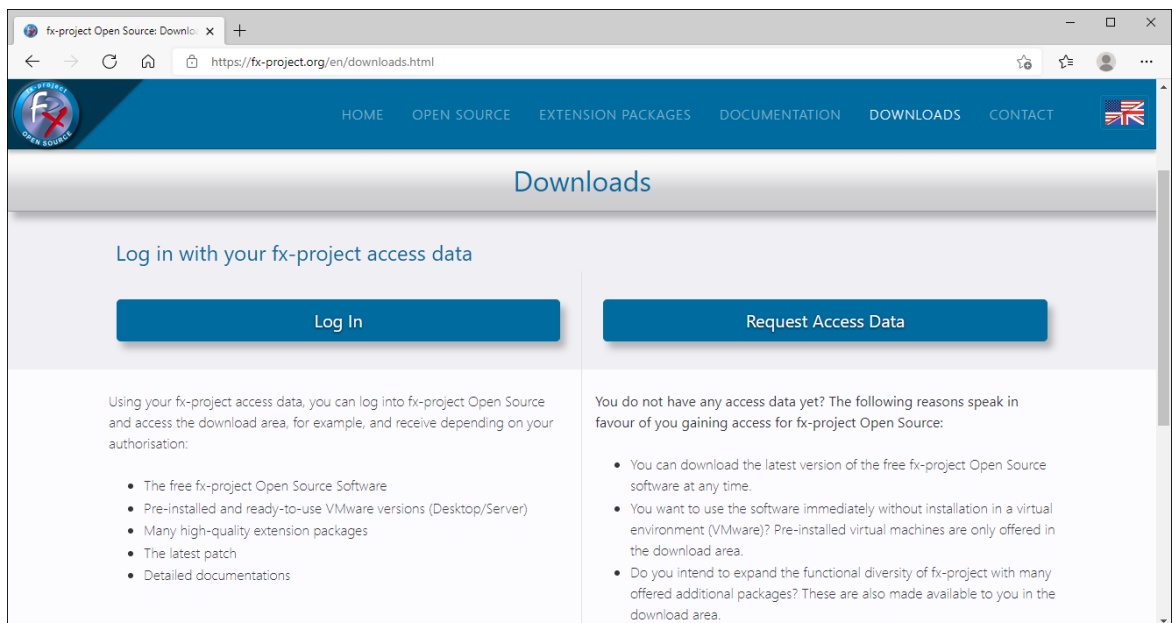 fx-project Open Source: Downlo
https://fx-project.org/en/downloads.html
fx-project
fx
OPEN SOURCE
HOME OPEN SOURCE EXTENSION PACKAGES DOCUMENTATION DOWNLOADS CONTACT
Downloads
Log in with your fx-project access data
Log In
Request Access Data
Using your fx-project access data, you can log into fx-project Open Source
and access the download area, for example, and receive depending on your
authorisation:
• The free fx-project Open Source Software
• Pre-installed and ready-to-use VMware versions (Desktop/Server)
• Many high-quality extension packages
• The latest patch
• Detailed documentations
You do not have any access data yet? The following reasons speak in
favour of you gaining access for fx-project Open Source:
• You can download the latest version of the free fx-project Open Source
software at any time.
• You want to use the software immediately without installation in a virtual
environment (VMware)? Pre-installed virtual machines are only offered in
the download area.
• Do you intend to expand the functional diversity of fx-project with many
offered additional packages? These are also made available to you in the
download area.